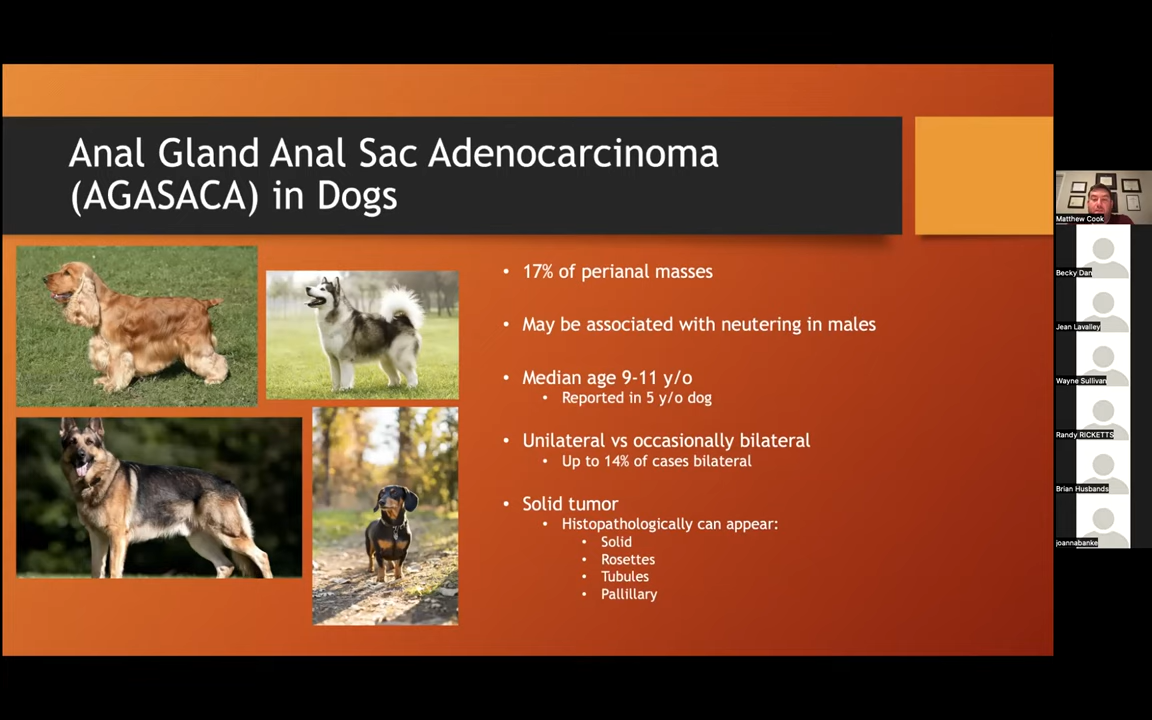 Anal Gland Anal Sac Adenocarcinoma
(AGASACA) in Dogs
• 17% of perianal masses
• May be associated with neutering in males
• Median age 9-11 y/o
• Reported in 5 y/o dog
• Unilateral vs occasionally bilateral
• Up to 14% of cases bilateral
• Solid tumor
• Histopathologically can appear:
• Solid
• Rosettes
• Tubules
• Pallillary
Matthew Cook
Becky Dan
Jean Lavalley
Wayne Sullivan
Randy RICKETTS
Brian Husbands
joannabanke